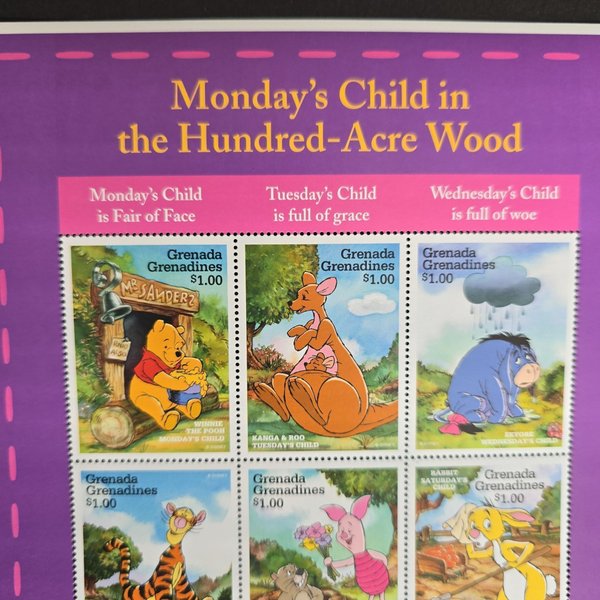 Monday's Child in
the Hundred-Acre Wood
Monday's Child
is Fair of Face
Tuesday's Child
is full of grace
Wednesday's Child
is full of woe
Grenada
Grenadines
$1.00
MR SANDERZ
RNIG
ALSO
WINNIE
THE POOH
MONDAY'S CHILD
Grenada
Grenadines
$1.00
KANGA & ROO
TUESDAY'S CHILD
Grenada
Grenadines
$1.00
EEYORE
WEDNESDAY'S CHILD
Grenada
Grenadines
$1.00
Grenada
Grenadines
$1.00
RABBIT
SATURDAY'S
CHILD
Grenada
Grenadines
$1.00